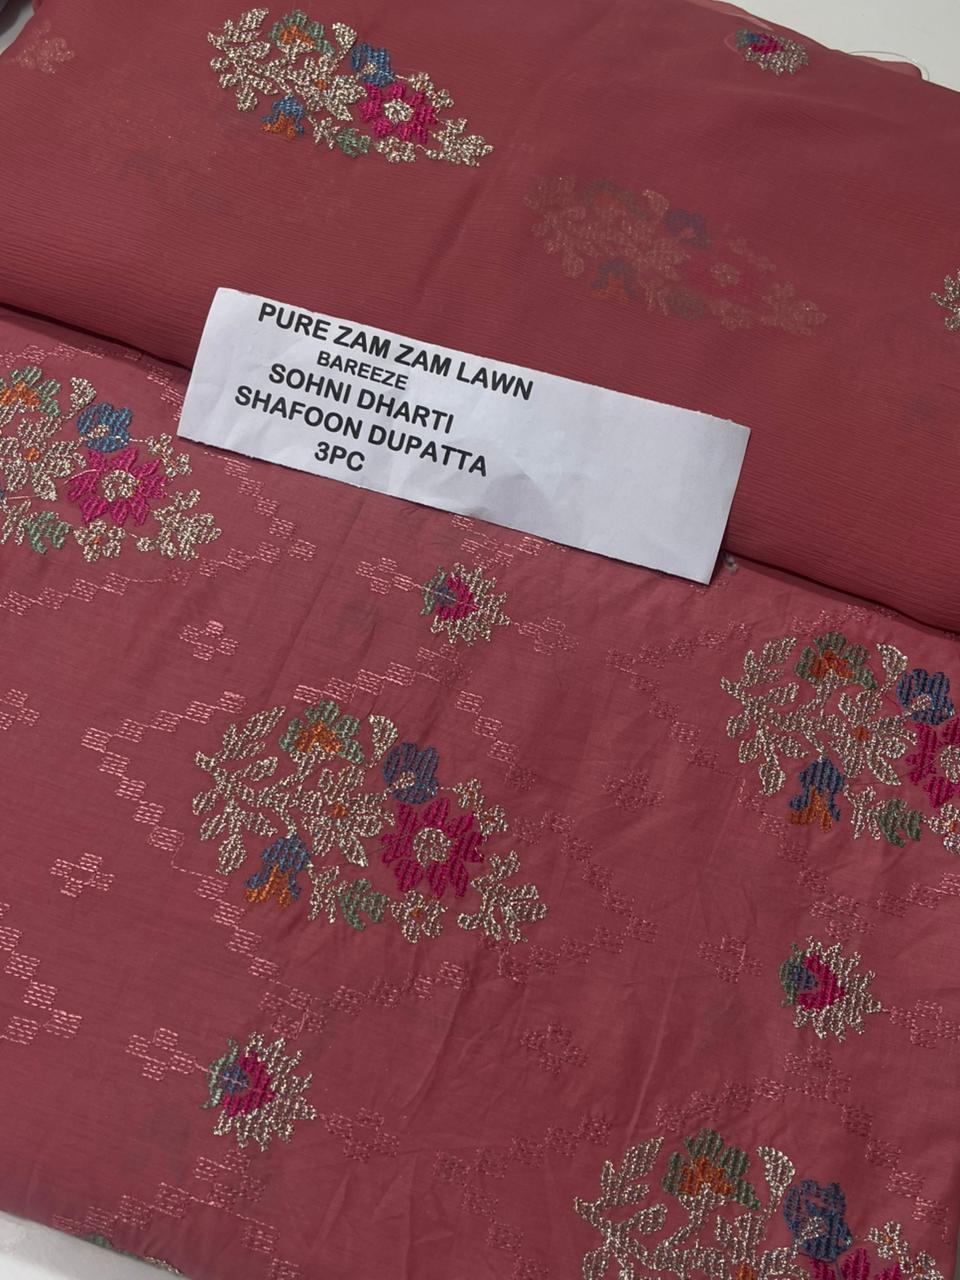 PURE ZAM ZAM LAWN
BAREEZE
SOHNI DHARTI
SHAFOON DUPATTA
3PC